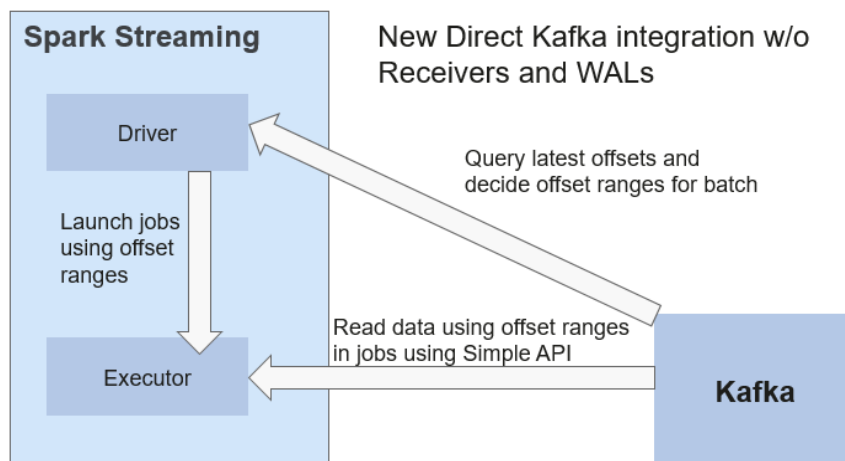 Spark Streaming
New Direct Kafka integration w/o
Receivers and WALs
Driver
Query latest offsets and
decide offset ranges for batch
Launch jobs
using offset
ranges
Read data using offset ranges
in jobs using Simple API
Executor
Kafka